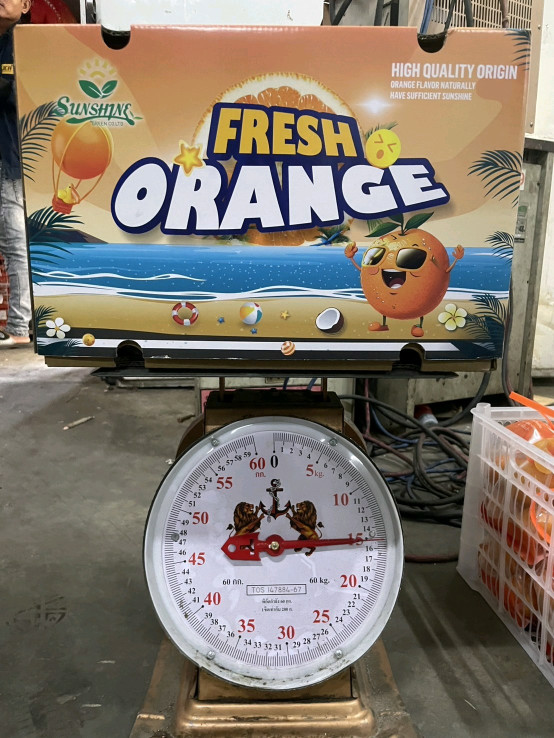 SUNSHINE
HIGH QUALITY ORIGIN
ORANGE FLAVOR NATURALLY
HAVE SUFFICIENT SUNSHINE
FRESH
ORANGE
60 0
กก.
5 kg.
10
15
20
25
30
35
40
45
50
55
60 กก. 60 kg.
TOS 147884-67